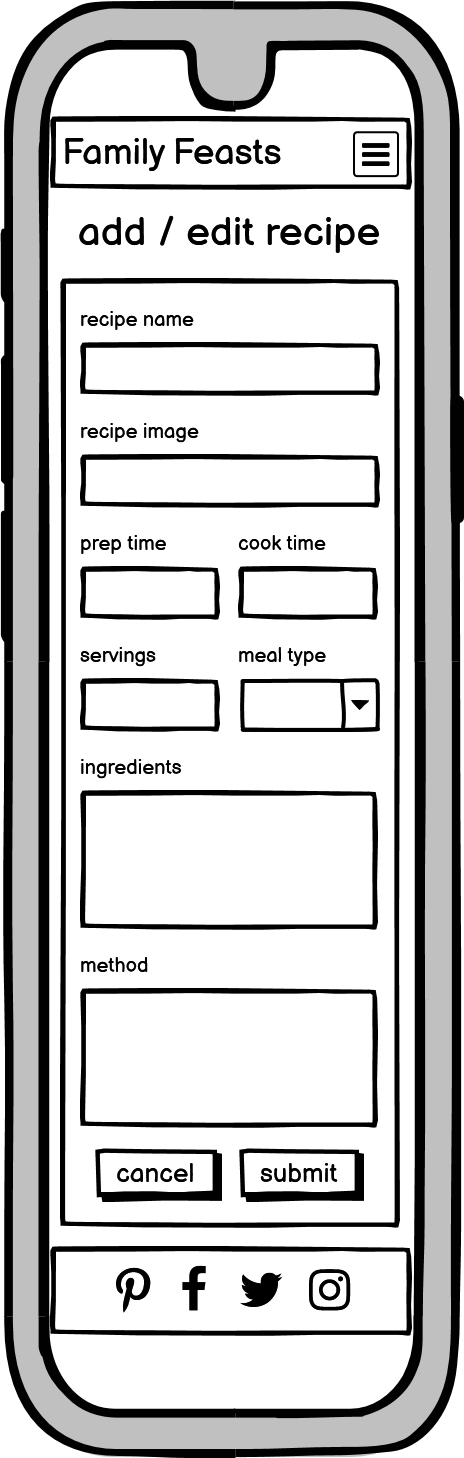 Family Feasts
add / edit recipe
recipe name
recipe image
prep time cook time
servings meal type
ingredients
method
cancel submit